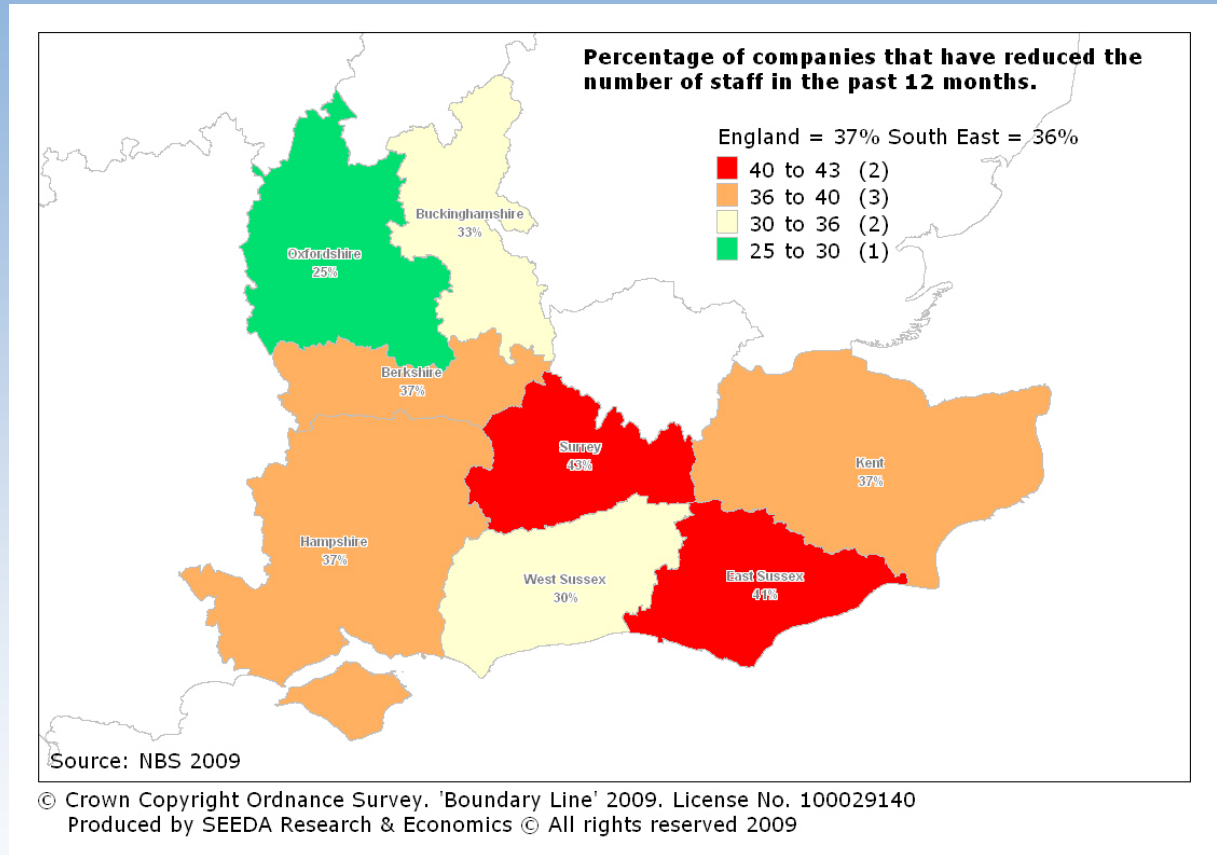 Percentage of companies that have reduced the
number of staff in the past 12 months.
England = 37% South East = 36%
40 to 43 (2)
36 to 40 (3)
30 to 36 (2)
25 to 30 (1)
Buckinghamshire
33%
Oxfordshire
25%
Berkshire
37%
Surrey
43%
Kent
37%
Hampshire
37%
West Sussex
30%
East Sussex
41%
Source: NBS 2009
© Crown Copyright Ordnance Survey. 'Boundary Line' 2009. License No. 100029140
Produced by SEEDA Research & Economics © All rights reserved 2009